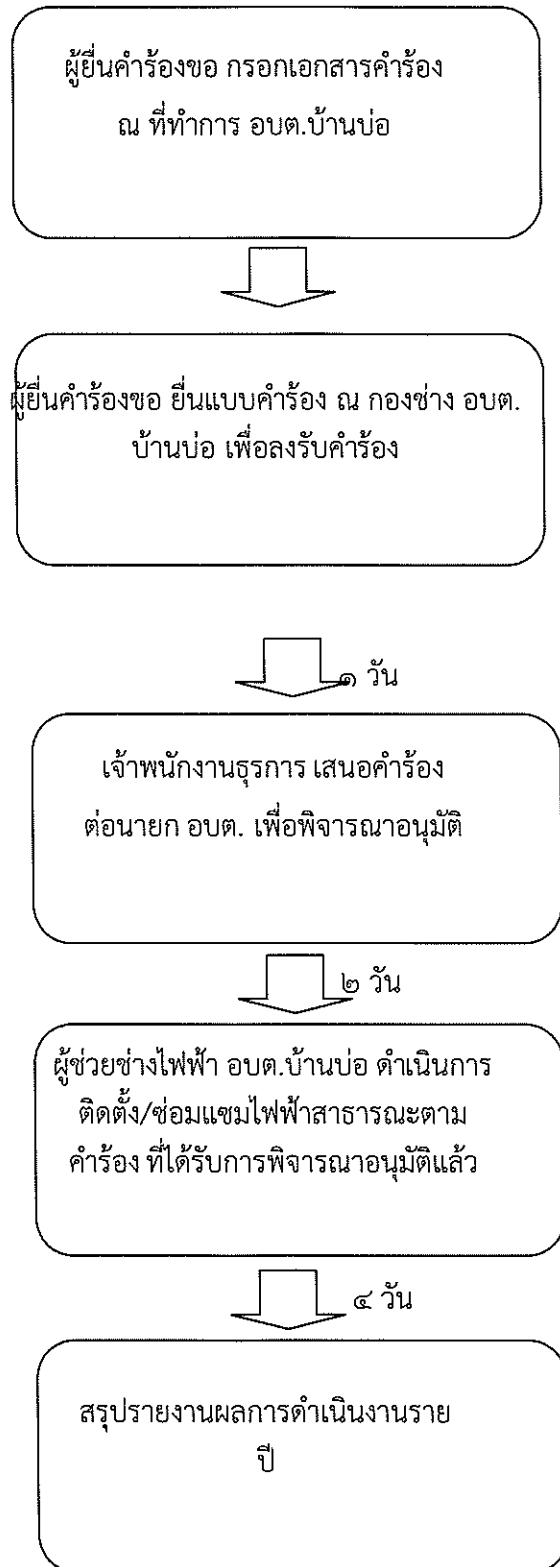 ผู้ยื่นคำร้องขอ กรอกเอกสารคำร้อง
ณ ที่ทำการ อบต.บ้านบ่อ
ผู้ยื่นคำร้องขอ ยื่นแบบคำร้อง ณ กองช่าง อบต.
บ้านบ่อ เพื่อลงรับคำร้อง
๑ วัน
เจ้าพนักงานธุรการ เสนอคำร้อง
ต่อนายก อบต. เพื่อพิจารณาอนุมัติ
๒ วัน
ผู้ช่วยช่างไฟฟ้า อบต.บ้านบ่อ ดำเนินการ
ติดตั้ง/ซ่อมแซมไฟฟ้าสาธารณะตาม
คำร้อง ที่ได้รับการพิจารณาอนุมัติแล้ว
๔ วัน
สรุปรายงานผลการดำเนินงานราย
ปี